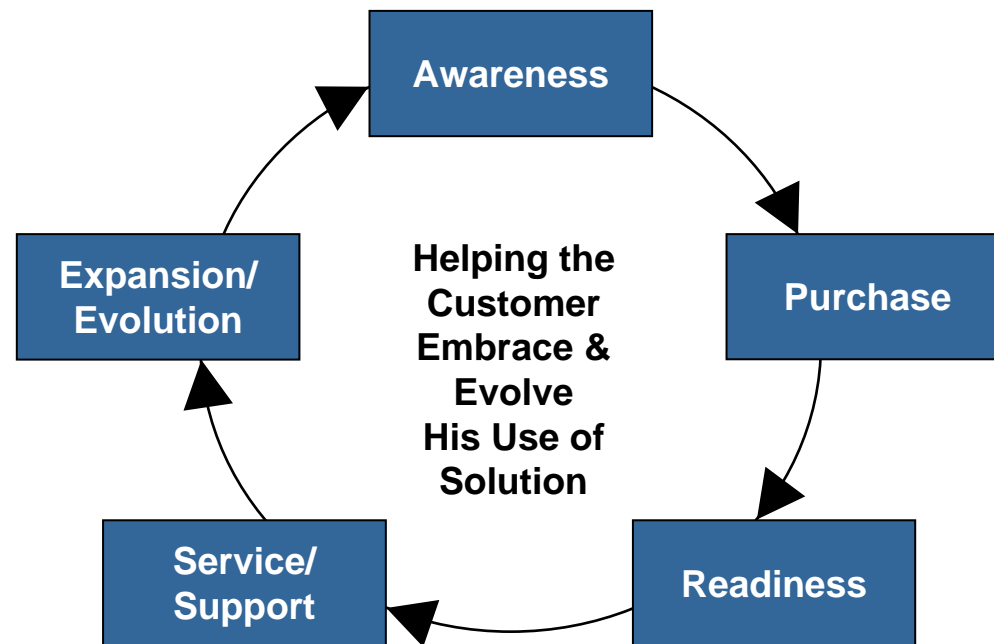 Awareness
Purchase
Readiness
Service/
Support
Expansion/
Evolution
Helping the
Customer
Embrace &
Evolve
His Use of
Solution